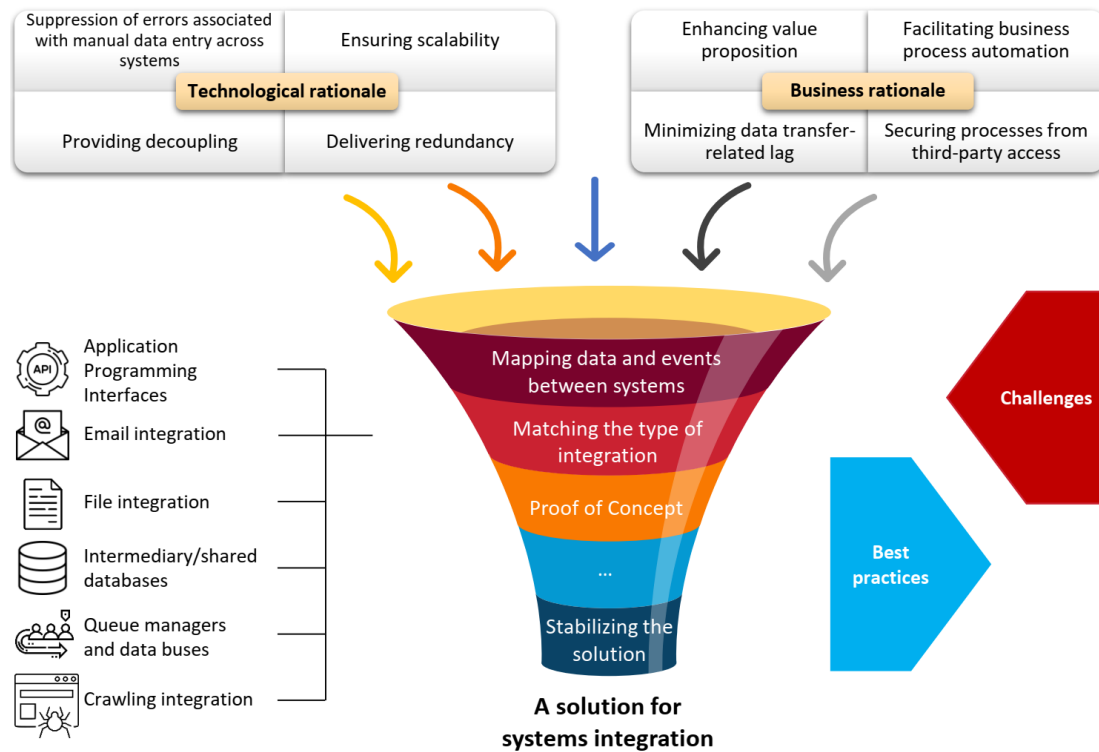 Suppression of errors associated
with manual data entry across
systems
Ensuring scalability
Technological rationale
Providing decoupling
Delivering redundancy
Enhancing value
proposition
Facilitating business
process automation
Business rationale
Minimizing data transfer-
related lag
Securing processes from
third-party access
API
Application
Programming
Interfaces
@
Email integration
File integration
Intermediary/shared
databases
Queue managers
and data buses
Crawling integration
Mapping data and events
between systems
Matching the type of
integration
Proof of Concept
...
Stabilizing the
solution
A solution for
systems integration
Challenges
Best
practices